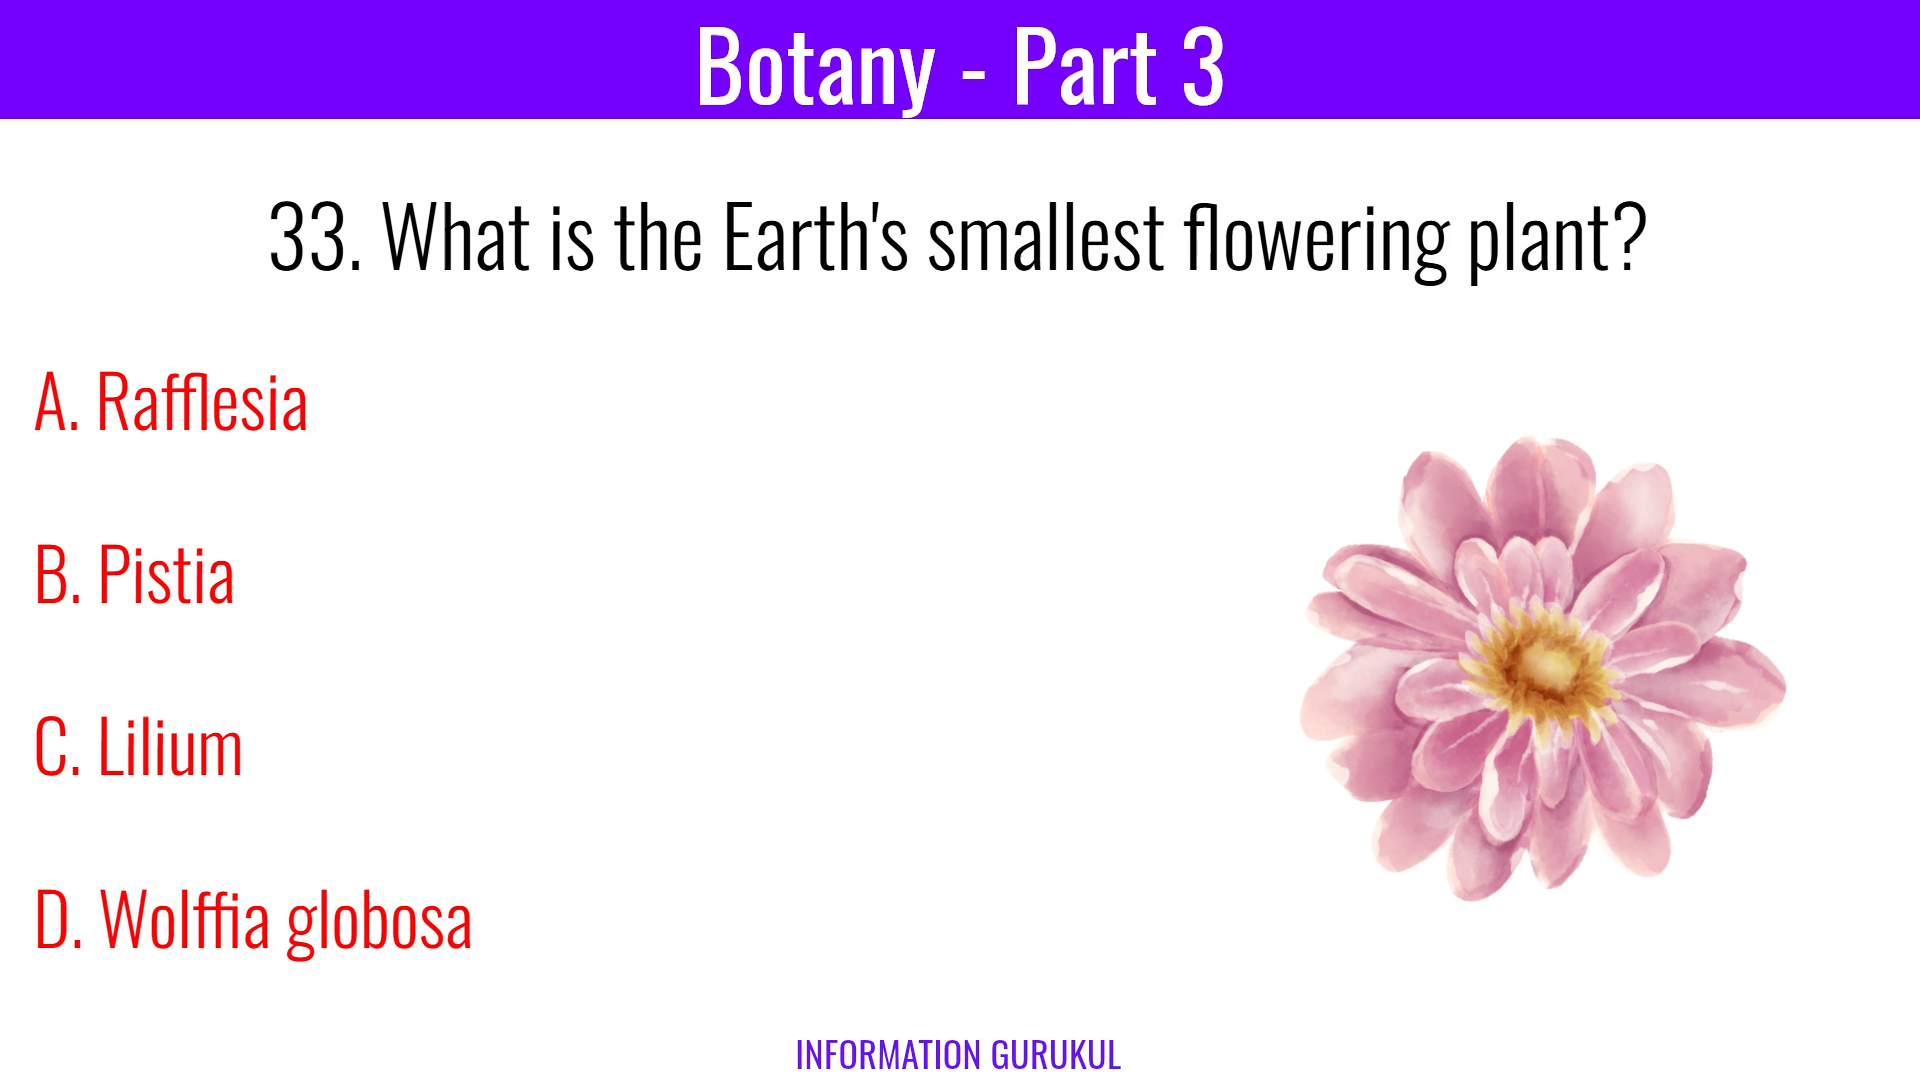 Botany - Part 3
33. What is the Earth's smallest flowering plant?
A. Rafflesia
B. Pistia
C. Lilium
D. Wolffia globosa
INFORMATION GURUKUL